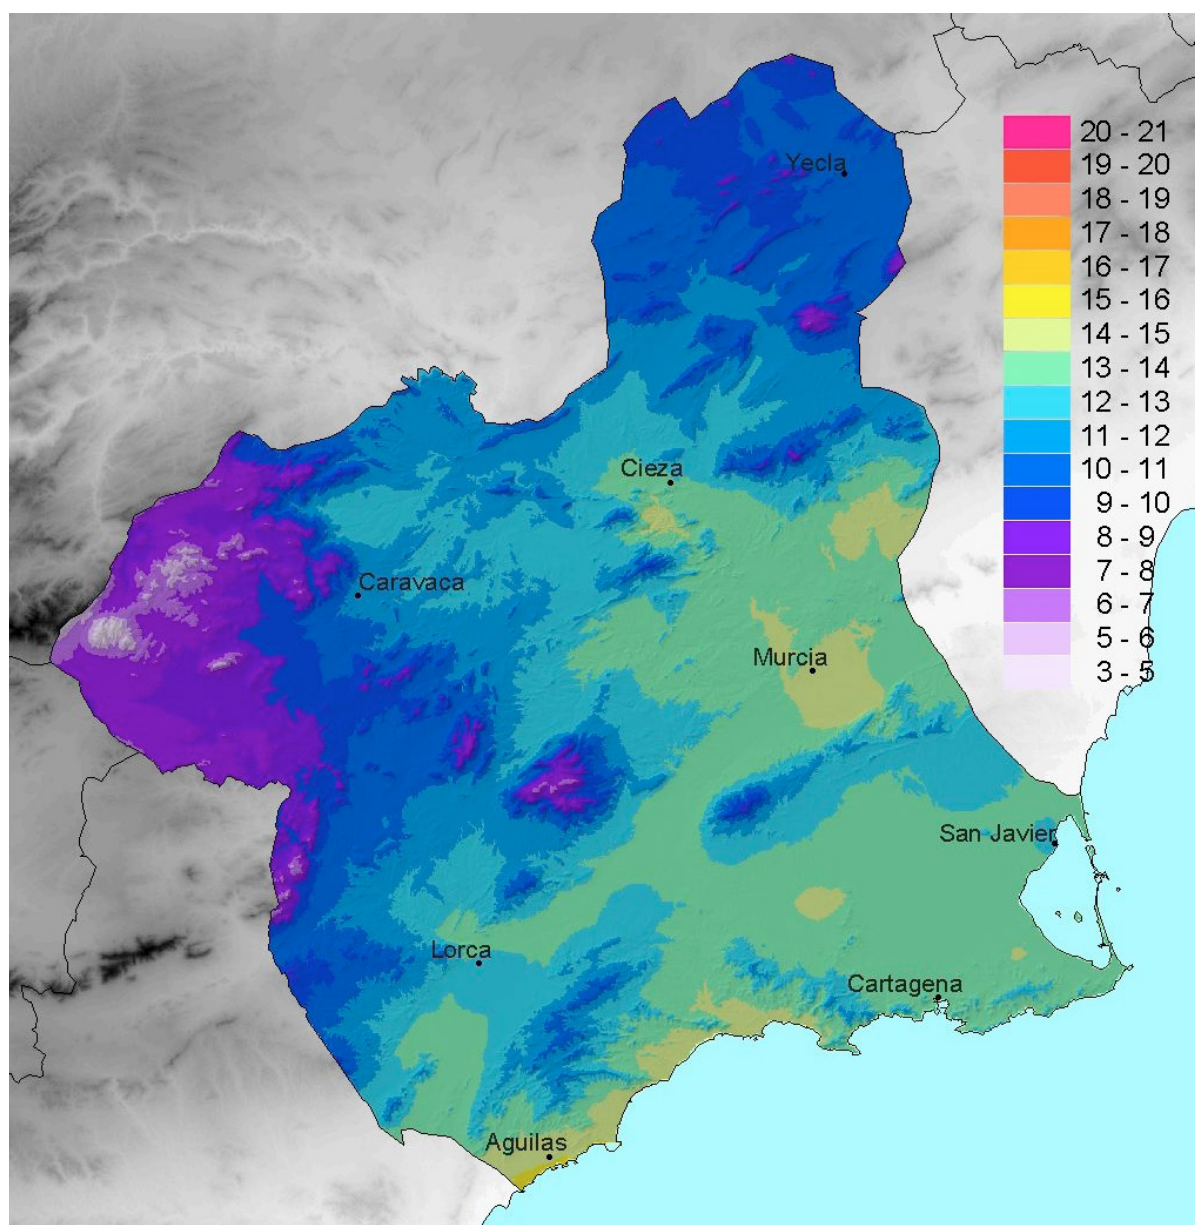 20 - 21
Yecla
19 - 20
18 - 19
17 - 18
16 - 17
15 - 16
14 - 15
13 - 14
12 - 13
11 - 12
10 - 11
9 - 10
8 - 9
7 - 8
6 - 7
5 - 6
3 - 5
Cieza
Caravaca
Murcia
San Javier
Lorca
Cartagena
Aguilas